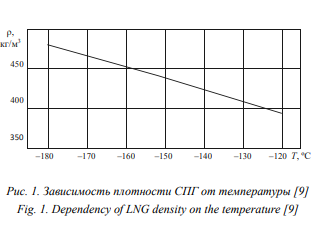 ρ,
кг/м³
450
400
350
–180 –170 –160 –150 –140 –130 –120 T, °C
Рис. 1. Зависимость плотности СПГ от температуры [9]
Fig. 1. Dependency of LNG density on the temperature [9]